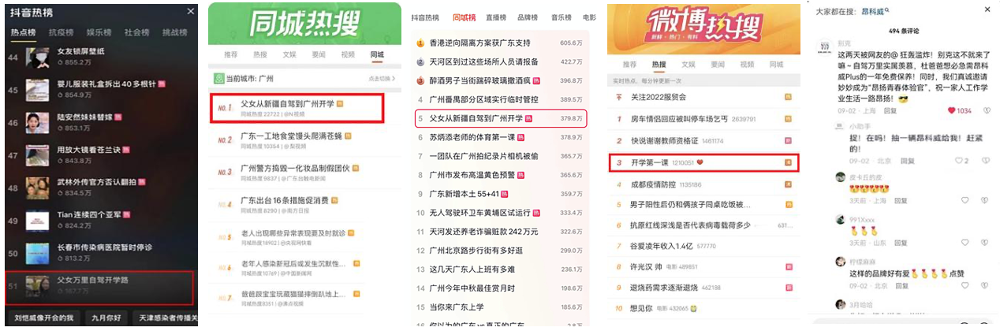 抖音热榜
热点榜 抗疫榜 娱乐榜 社会榜 挑战榜
44 女友锁屏壁纸
855.2万
45 婴儿服装礼盒拆出40多根针 热
854.9万
46 陆安然妹妹替嫁 热
853.1万
47 用放大镜看苍兰诀 热
843.8万
48 武林外传官方否认翻拍 热
834.5万
49 Tian连续四个亚军 热
824.2万
50 长春市传染病医院暂时停诊
813.2万
51 父女万里自驾开学路
刘恺威像开会的我 九月你好 天津感染者传播关
同城热搜
推荐 热搜 文娱 要闻 视频 同城
当前城市: 广州 点击切换
NO.1 父女从新疆自驾到广州开学 热
同城热度 22722 | @N视频
NO.2 广东一工地食堂馒头爬满苍蝇
同城热度 10354 | @梨视频
NO.3 广州警方捣毁一化妆品制假团伙
同城热度 9837 | @广东台触电新闻
NO.4 广东出台16条措施促消费
同城热度 8290 | @南方日报
NO.5 老人出现哪些异常表现要及时就诊
同城热度 18902 | @央视网快看
NO.6 老年人感染新冠后或发生沉默性...
同城热度 10769 | @中国新闻网
NO.7 爸爸跟宝宝玩藏猫猫摔倒趴地上...
抖音热榜 同城榜 直播榜 品牌榜 音乐榜 电影
香港逆向隔离方案获广东支持 605.6万
天河区到过这些场所人员请报备 422.7万
醉酒男子当街踹碎玻璃撒酒疯 热 396.8万
4 广州番禺部分区域实行临时管控 389.5万
5 父女从新疆自驾到广州开学 热 379.8万
6 苏炳添老师的体育第一课 热 378.9万
7 一团队在广州拍纪录片相机被偷 365.7万
8 广州市发布高温黄色预警 热 365.6万
9 广东新增本土55+41 热 359.7万
10 无人驾驶环卫车黄埔区试运行 热 333.4万
11 天河发还养老诈骗赃款242万元 322.6万
12 广州北京路步行街有多好逛 299.0万
13 这几天广东人上班有多难 236.1万
14 广州今年中秋最佳赏月时 198.6万
15 当你来广东上学 185.6万
微博热搜
新鲜·热门·有料
推荐 热搜 文娱 要闻 视频 同城
实时热点，每分钟更新一次
关注2022服贸会
1 房车情侣回应被叫停车场乞丐 2639791
2 快说谢谢教师资格证 1461174
3 开学第一课 1210051
4 成都疫情防控 1135186
5 男子阳性后仍和俩孩子同桌吃饭被...
6 抗原红线深浅是否代表病毒载荷多少 631...
7 谷爱凌年收入1.4亿 577770
8 许光汉 帅 电影 489851
9 退烧药需求逐渐退烧 462188
10 想见你 电影 432065
大家都在搜：昂科威
494 条评论
别克
这两天被网友的@ 狂轰滥炸！别克这不就来了
嘛～自驾万里实属羡慕，杜爸爸想必急需昂科
威Plus的一年免费保养！同时，我们真诚邀请
妙妙成为“昂扬青春体验官”，祝一家人工作学
业生活一路昂扬！
09-02 · 上海 回复 1034
小助手
捉！在吗！抽一辆昂科威给我！赶紧
的！
09-02 · 北京 回复 2
皮卡丘的皮
3天前 · 上海 回复
991Xxxx
3天前 · 山东 回复
柠檬麻麻
这样的品牌好有爱 点赞
09-02 · 北京 回复
3月哈哈